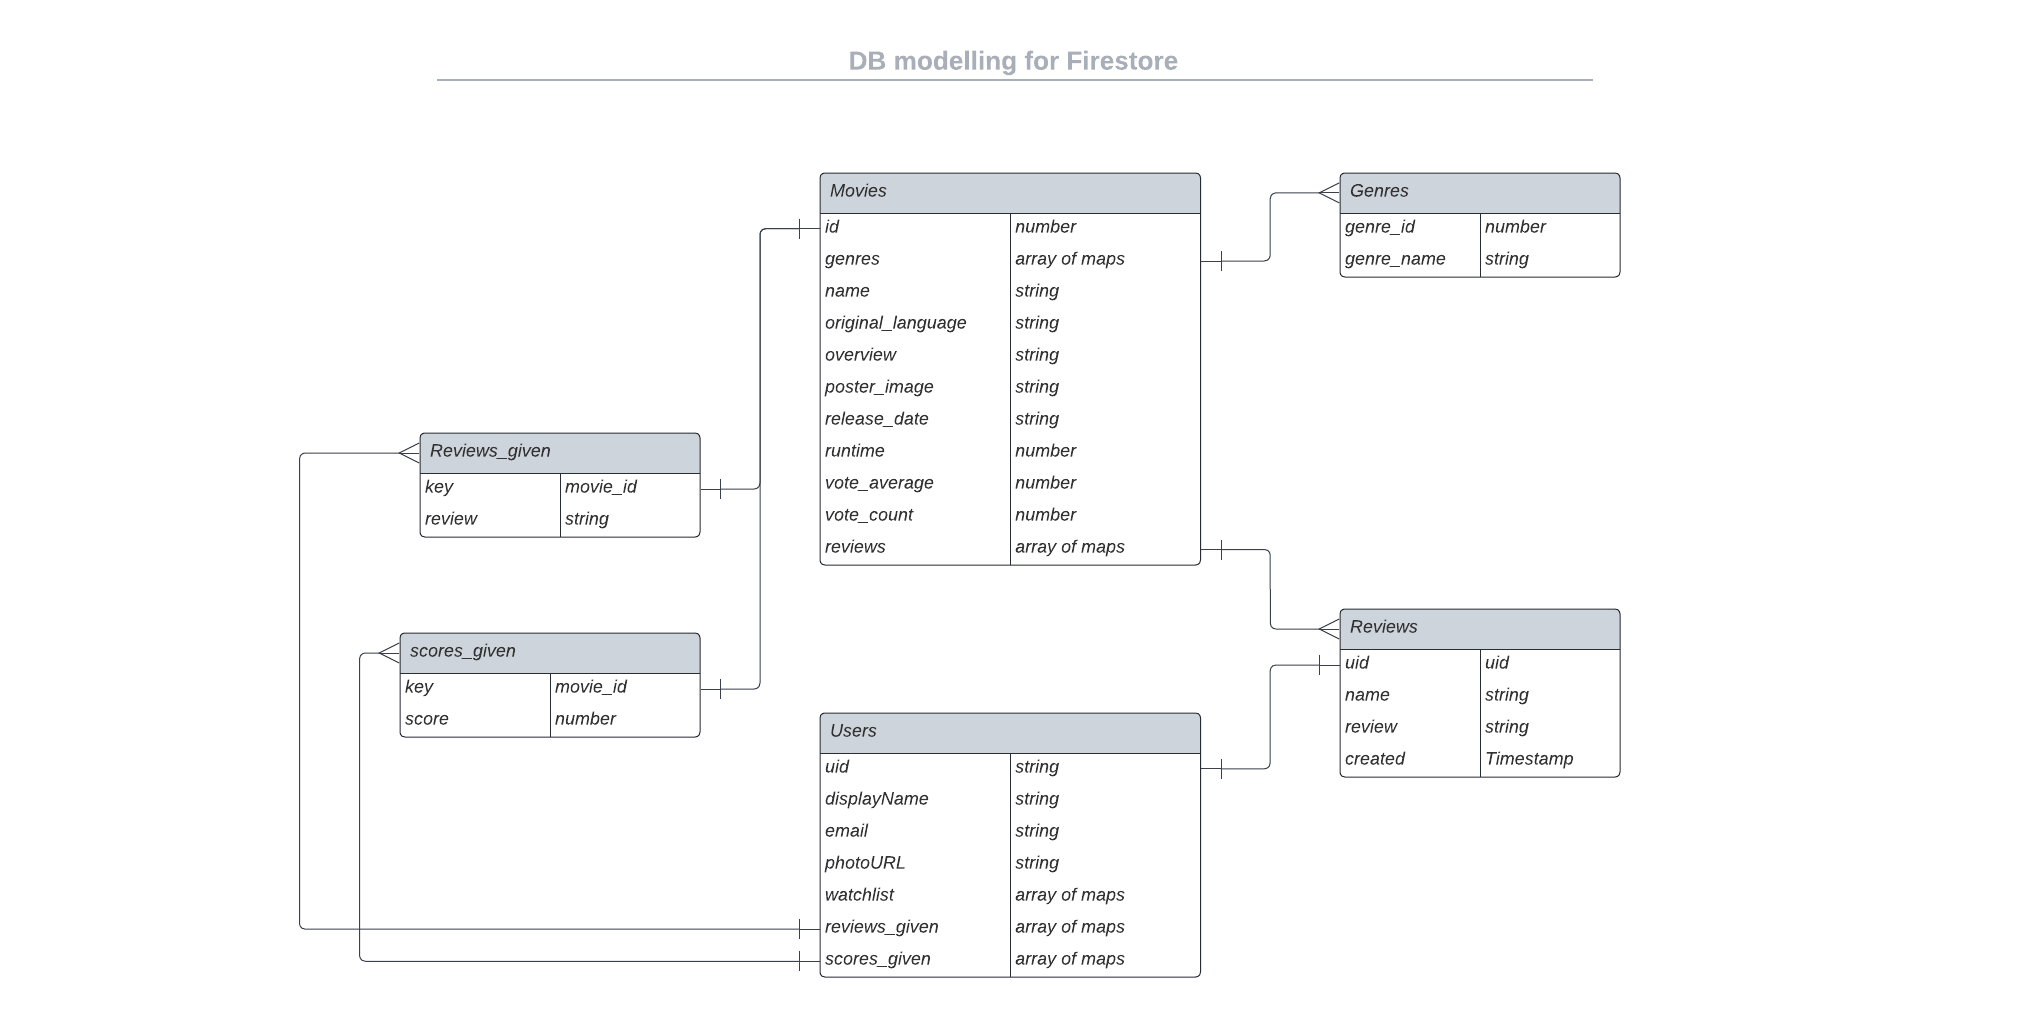 DB modelling for Firestore
Movies
id number
genres array of maps
name string
original_language string
overview string
poster_image string
release_date string
runtime number
vote_average number
vote_count number
reviews array of maps
Genres
genre_id number
genre_name string
Reviews_given
key movie_id
review string
scores_given
key movie_id
score number
Reviews
uid uid
name string
review string
created Timestamp
Users
uid string
displayName string
email string
photoURL string
watchlist array of maps
reviews_given array of maps
scores_given array of maps